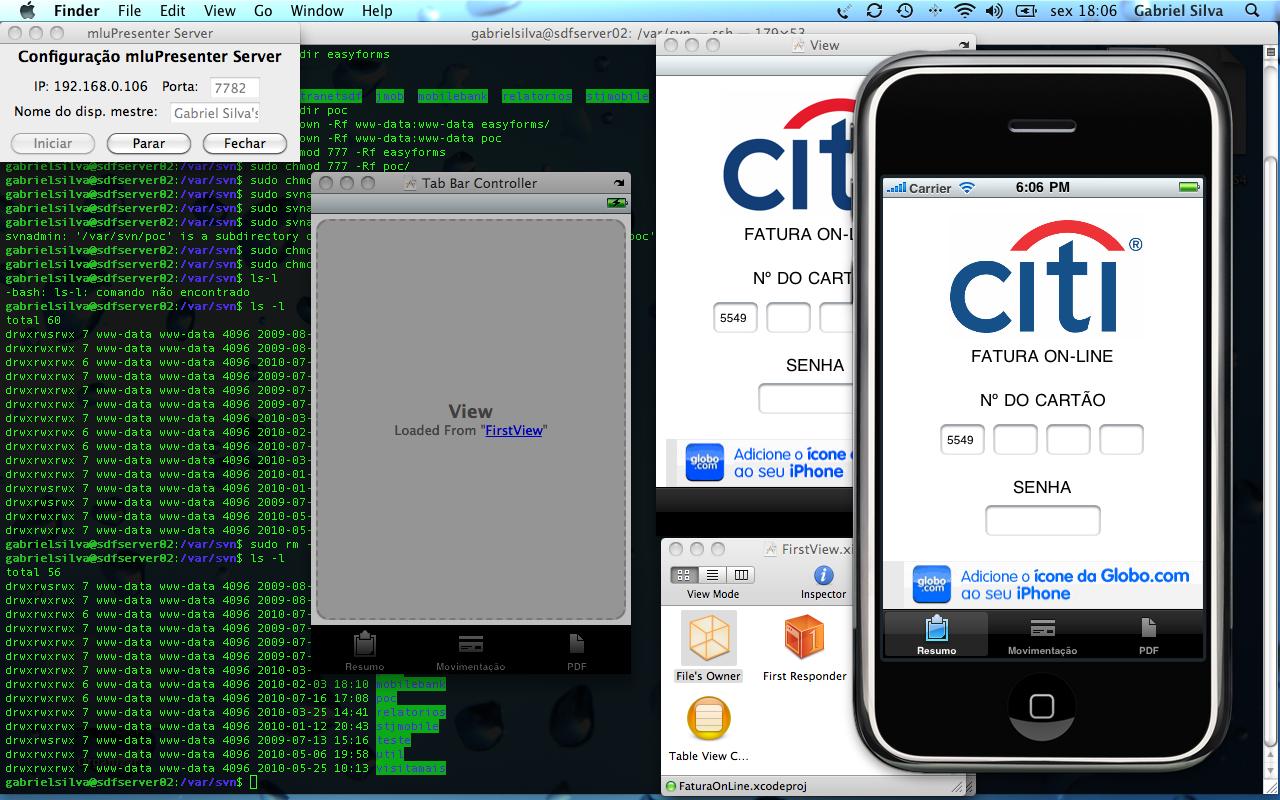 Finder File Edit View Go Window Help sex 18:06 Gabriel Silva
mluPresenter Server
Configuração mluPresenter Server
IP: 192.168.0.106 Porta: 7782
Nome do disp. mestre: Gabriel Silva's
Iniciar Parar Fechar
gabrielsilva@sdfserver02: /var/svn — ssh — 179×53
dir easyforms
tranetsdf jmob mobilebank relatorios stjmobile
dir poc
own -Rf www-data:www-data easyforms/
own -Rf www-data:www-data poc
mod 777 -Rf easyforms
gabrielsilva@sdfserver02:/var/svn$ sudo chmod 777 -Rf poc/
gabrielsilva@sdfserver02:/var/svn$ sudo chmo
gabrielsilva@sdfserver02:/var/svn$ sudo svna
gabrielsilva@sdfserver02:/var/svn$ sudo svna
gabrielsilva@sdfserver02:/var/svn$ sudo svna
svnadmin: '/var/svn/poc' is a subdirectory o oc'
gabrielsilva@sdfserver02:/var/svn$ sudo chmo
gabrielsilva@sdfserver02:/var/svn$ sudo chmo
gabrielsilva@sdfserver02:/var/svn$ ls-l
-bash: ls-l: comando não encontrado
gabrielsilva@sdfserver02:/var/svn$ ls -l
total 60
drwxrwsrwx 7 www-data www-data 4096 2009-08-
drwxrwxrwx 7 www-data www-data 4096 2009-08-
drwxrwxrwx 6 www-data www-data 4096 2010-07-
drwxrwxrwx 7 www-data www-data 4096 2009-07-
drwxrwxrwx 7 www-data www-data 4096 2009-07-
drwxrwxrwx 7 www-data www-data 4096 2009-07-
drwxrwxrwx 6 www-data www-data 4096 2010-02-
drwxrwxrwx 6 www-data www-data 4096 2010-07-
drwxrwxrwx 7 www-data www-data 4096 2010-03-
drwxrwxrwx 7 www-data www-data 4096 2010-01-
drwxrwsrwx 7 www-data www-data 4096 2009-07-
drwxrwxrwx 7 www-data www-data 4096 2010-05-
drwxrwxrwx 7 www-data www-data 4096 2010-05-
gabrielsilva@sdfserver02:/var/svn$ sudo rm -
gabrielsilva@sdfserver02:/var/svn$ ls -l
total 56
drwxrwsrwx 7 www-data www-data 4096 2009-08-
drwxrwxrwx 7 www-data www-data 4096 2009-08-
drwxrwxrwx 6 www-data www-data 4096 2010-07-
drwxrwxrwx 7 www-data www-data 4096 2009-07-
drwxrwxrwx 7 www-data www-data 4096 2009-07-
drwxrwxrwx 7 www-data www-data 4096 2009-07-
drwxrwxrwx 7 www-data www-data 4096 2010-03-
drwxrwxrwx 6 www-data www-data 4096 2010-02-03 18:10 mobilebank
drwxrwxrwx 6 www-data www-data 4096 2010-07-16 17:08 poc
drwxrwxrwx 7 www-data www-data 4096 2010-03-25 14:41 relatorios
drwxrwxrwx 7 www-data www-data 4096 2010-01-12 20:43 stjmobile
drwxrwsrwx 7 www-data www-data 4096 2009-07-13 15:16 teste
drwxrwxrwx 7 www-data www-data 4096 2010-05-06 19:58 util
drwxrwxrwx 7 www-data www-data 4096 2010-05-25 10:13 visitamais
gabrielsilva@sdfserver02:/var/svn$
Tab Bar Controller
View
Loaded From "FirstView"
Resumo Movimentação PDF
View
citi
FATURA ON-L
Nº DO CART
5549
SENHA
globo.com
Adicione o ícone d
ao seu iPhone
FirstView.xi
View Mode Inspector
File's Owner First Responder
Table View C...
FaturaOnLine.xcodeproj
Carrier 6:06 PM
citi®
FATURA ON-LINE
Nº DO CARTÃO
5549
SENHA
globo.com
Adicione o ícone da Globo.com
ao seu iPhone
Resumo Movimentação PDF